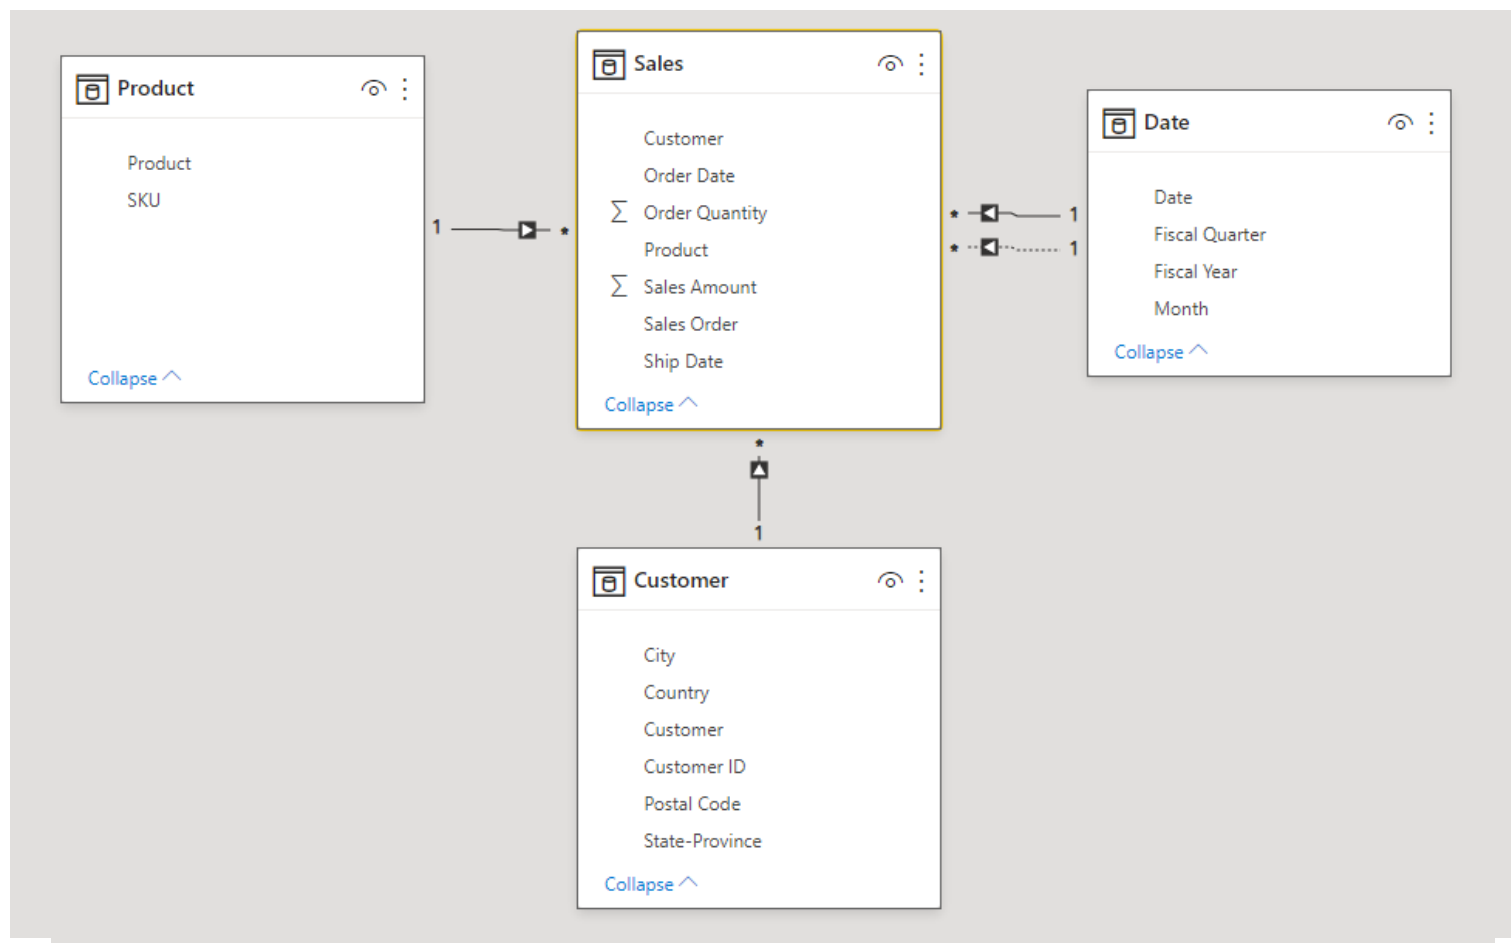 Product
Product
SKU
Collapse
1
*
Sales
Customer
Order Date
Order Quantity
Product
Sales Amount
Sales Order
Ship Date
Collapse
* 1
* 1
Date
Date
Fiscal Quarter
Fiscal Year
Month
Collapse
*
1
Customer
City
Country
Customer
Customer ID
Postal Code
State-Province
Collapse